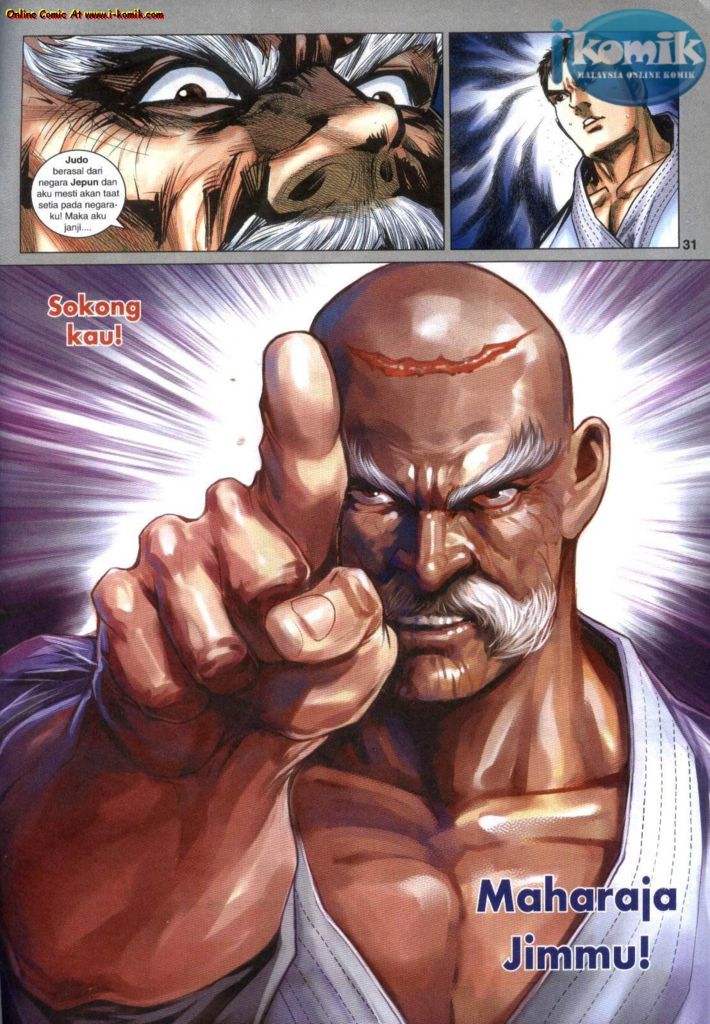 Online Comic At www.i-komik.com
ikomik
MALAYSIA ONLINE KOMIK
Judo
berasal dari
negara Jepun dan
aku mesti akan taat
setia pada negara-
ku! Maka aku
janji....
31
Sokong
kau!
Maharaja
Jimmu!